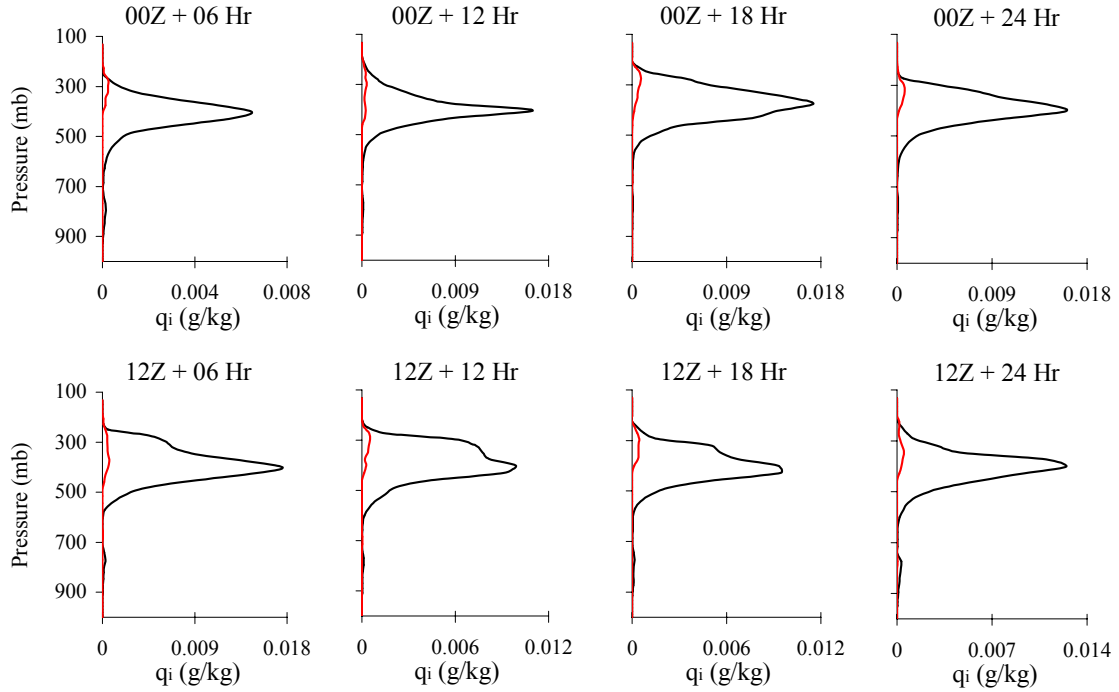 00Z + 06 Hr 00Z + 12 Hr 00Z + 18 Hr 00Z + 24 Hr
100
300
500
700
900
Pressure (mb)
0 0.004 0.008 0 0.009 0.018 0 0.009 0.018 0 0.009 0.018
qi (g/kg) qi (g/kg) qi (g/kg) qi (g/kg)
12Z + 06 Hr 12Z + 12 Hr 12Z + 18 Hr 12Z + 24 Hr
100
300
500
700
900
Pressure (mb)
0 0.009 0.018 0 0.006 0.012 0 0.006 0.012 0 0.007 0.014
qi (g/kg) qi (g/kg) qi (g/kg) qi (g/kg)